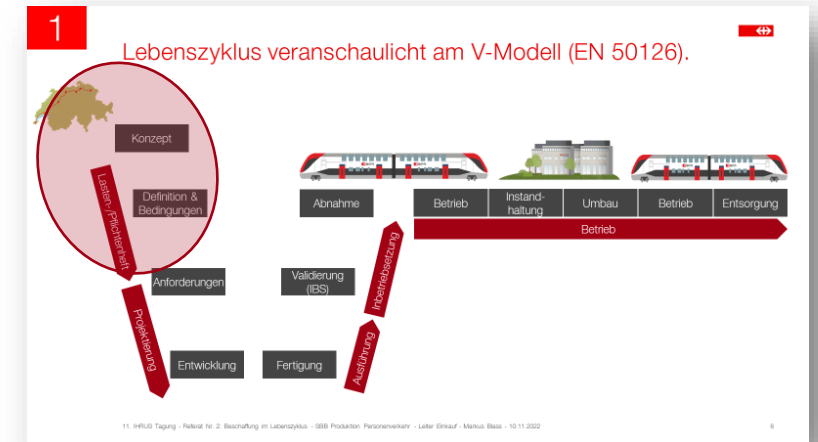 1
Lebenszyklus veranschaulicht am V-Modell (EN 50126).
Konzept
Lasten-/Pflichtenheft
Definition &
Bedingungen
Anforderungen
Projektierung
Entwicklung
Fertigung
Ausführung
Validierung
(IBS)
Inbetriebsetzung
Abnahme
Betrieb
Instand-
haltung
Umbau
Betrieb
Entsorgung
Betrieb
11. IHRUS Tagung - Referat Nr. 2. Beschaffung im Lebenszyklus - SBB Produktion Personenverkehr - Leiter Einkauf - Markus Blass - 10.11.2022
6